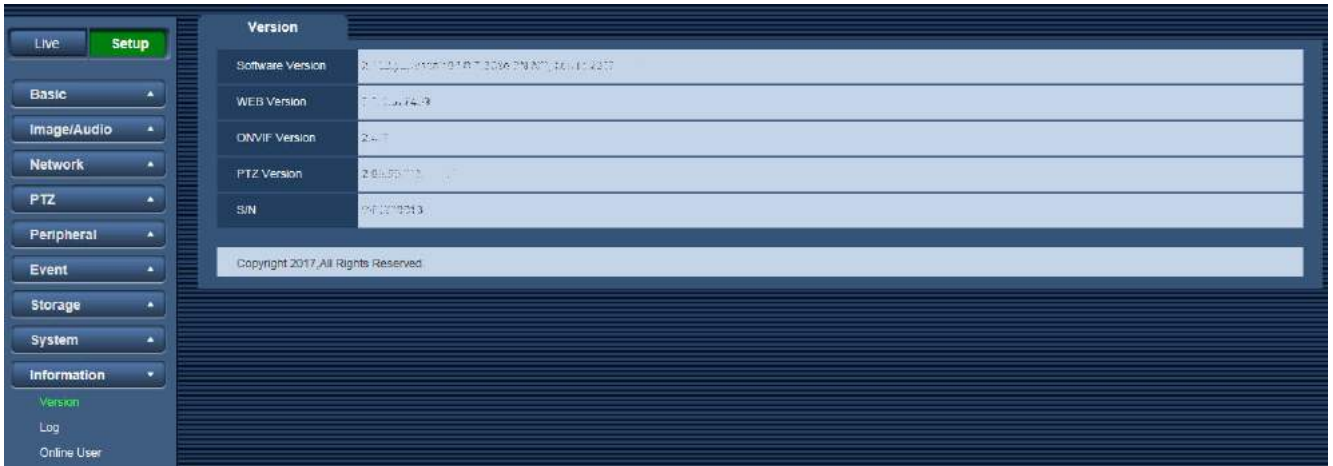 Live
Setup
Basic
Image/Audio
Network
PTZ
Peripheral
Event
Storage
System
Information
Version
Log
Online User
Version
Software Version
WEB Version
ONVIF Version
PTZ Version
S/N
Copyright 2017,All Rights Reserved